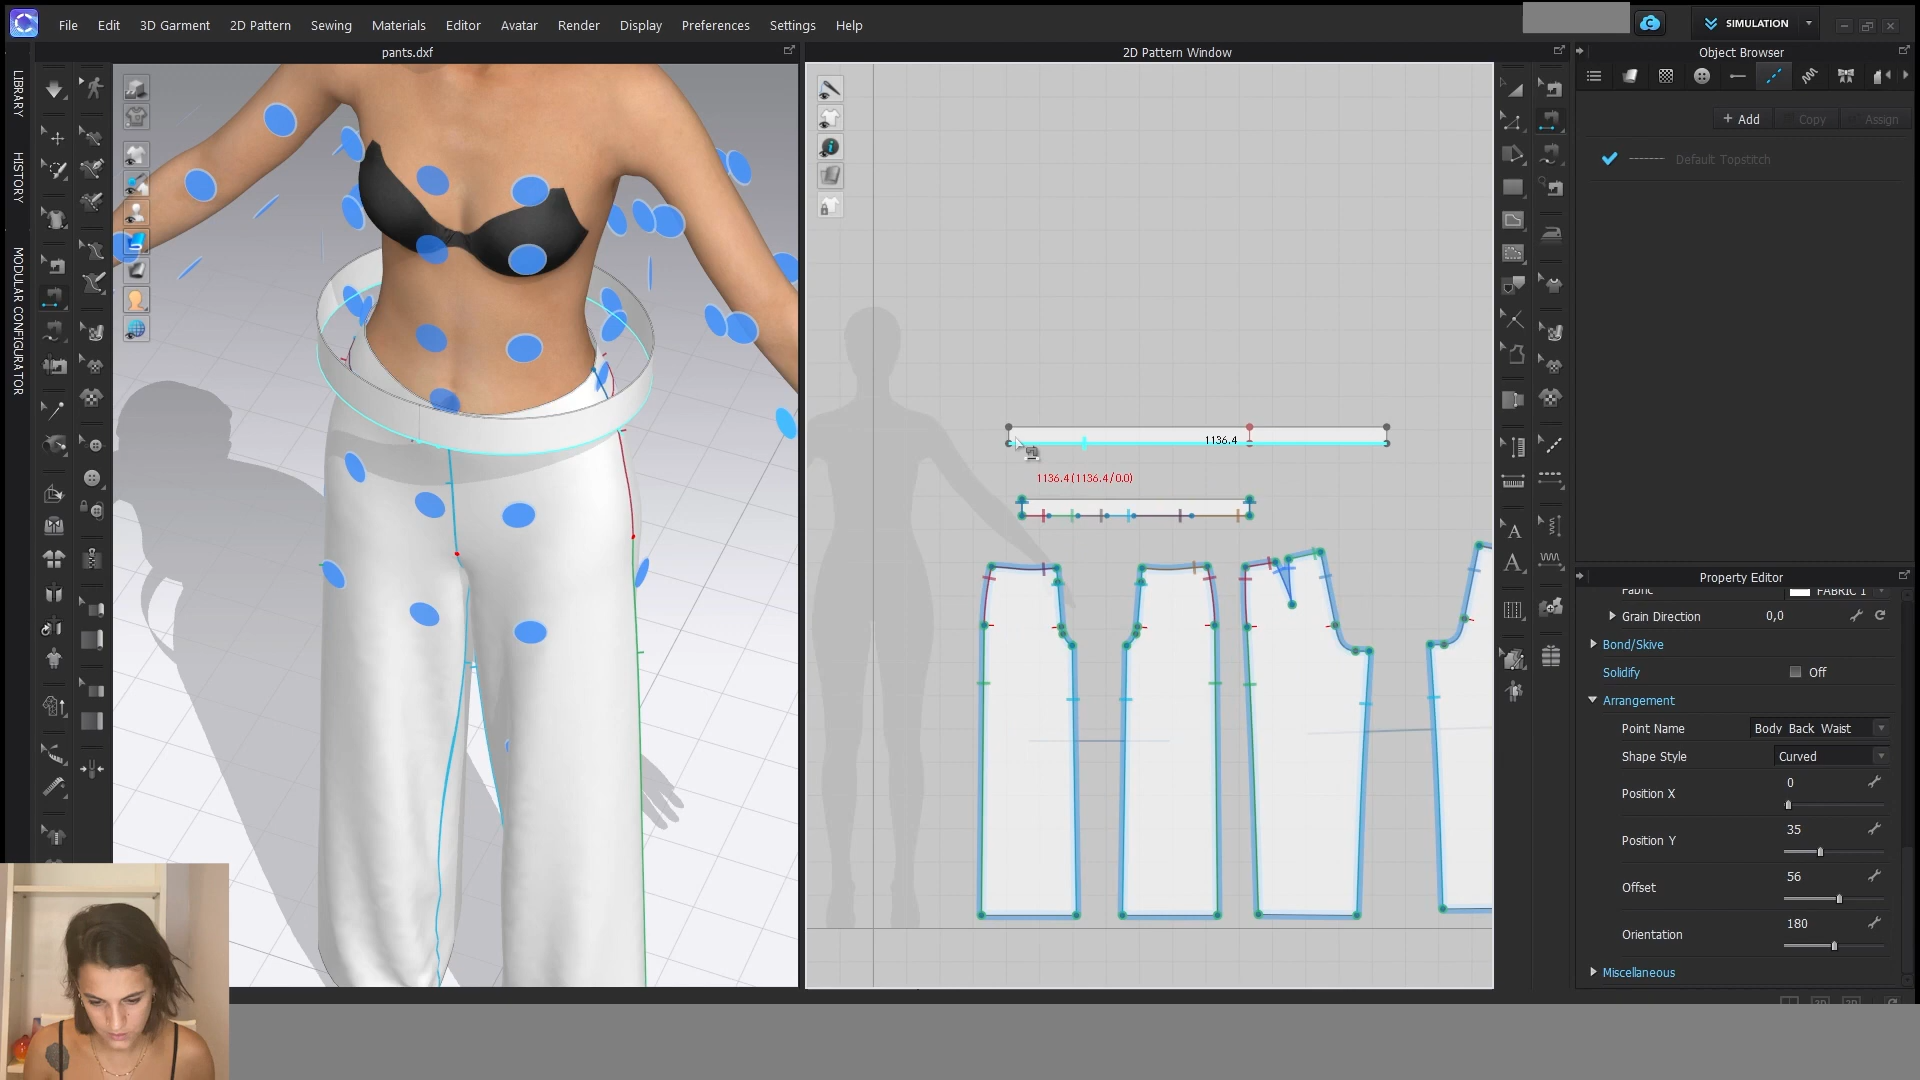 File Edit 3D Garment 2D Pattern Sewing Materials Editor Avatar Render Display Preferences Settings Help
SIMULATION
pants.dxf
2D Pattern Window
Object Browser
LIBRARY
HISTORY
MODULAR CONFIGURATOR
+ Add Copy Assign
Default Topstitch
1136.4
1136.4(1136.4/0.0)
Property Editor
Fabric FABRIC 1
Grain Direction 0,0
Bond/Skive
Solidify Off
Arrangement
Point Name Body_Back_Waist
Shape Style Curved
Position X 0
Position Y 35
Offset 56
Orientation 180
Miscellaneous